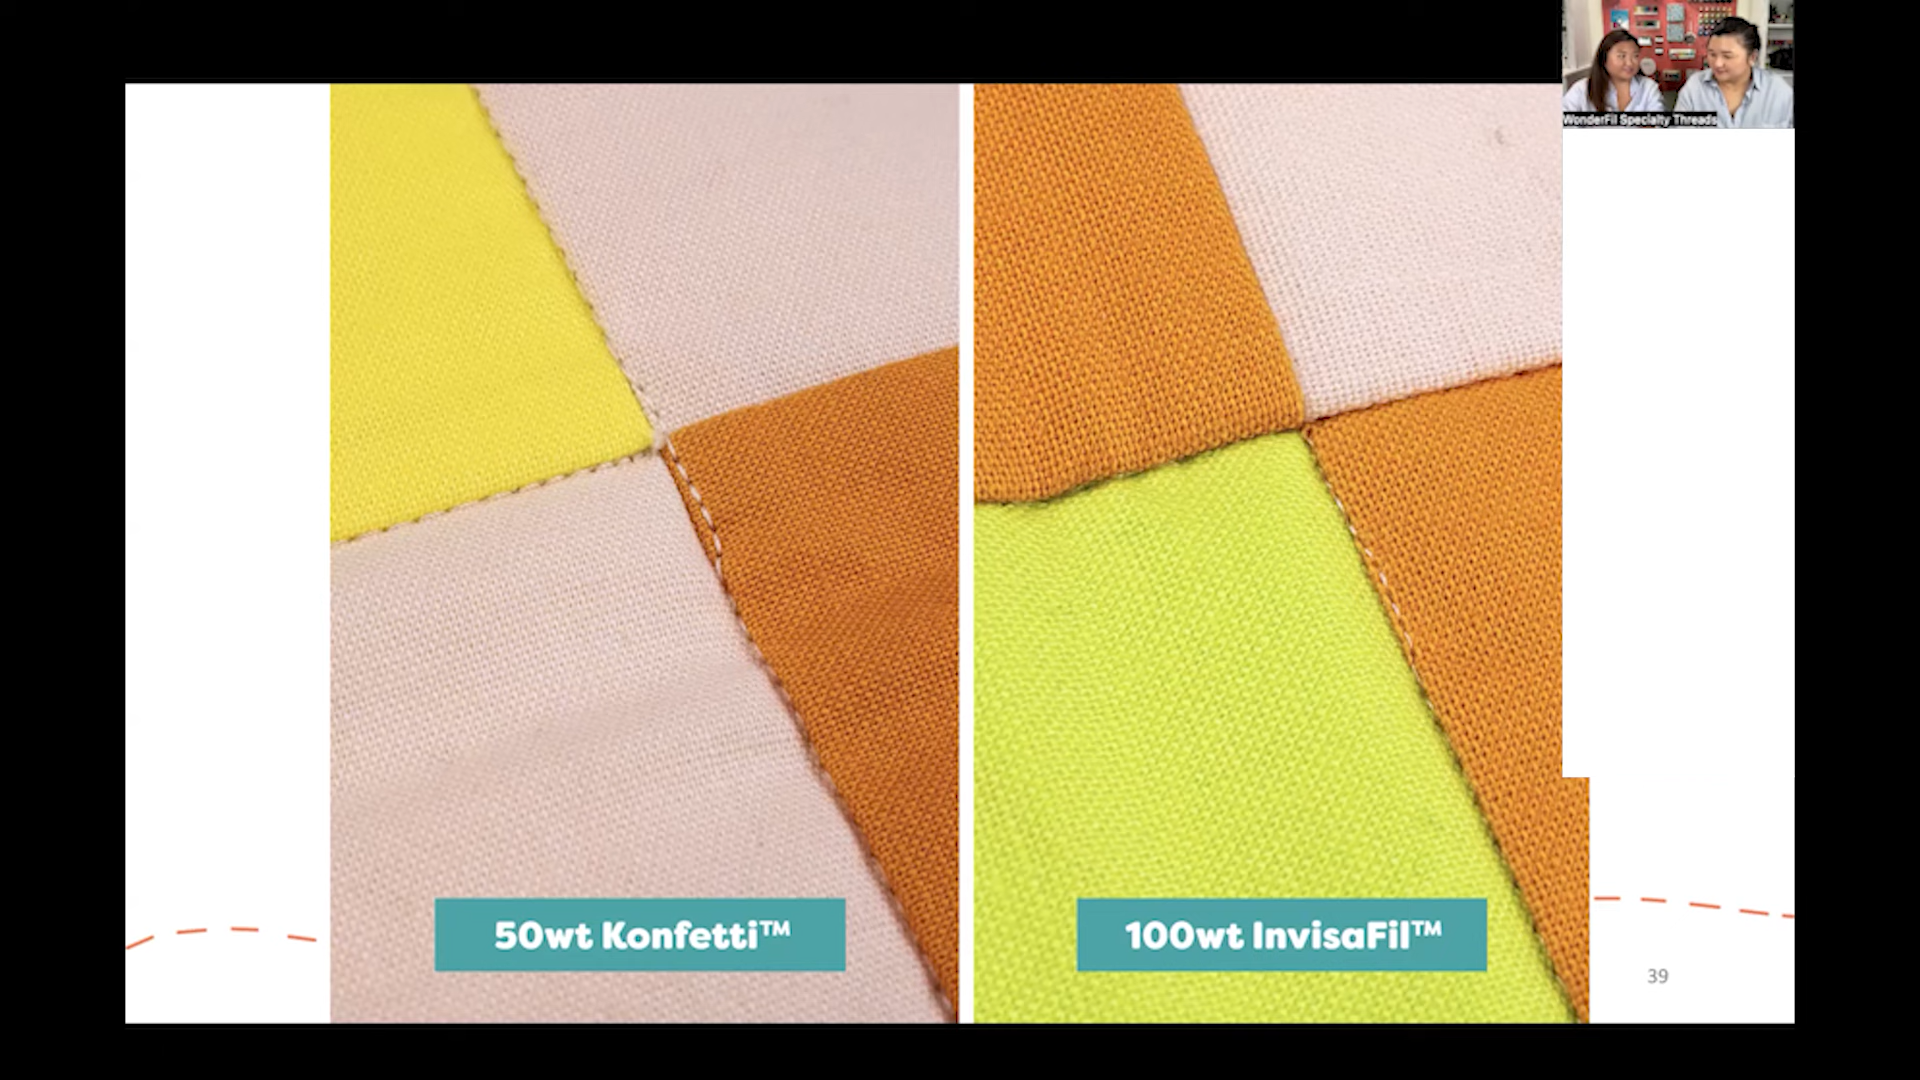 WonderFil Specialty Threads
50wt Konfetti™
100wt InvisaFil™
39